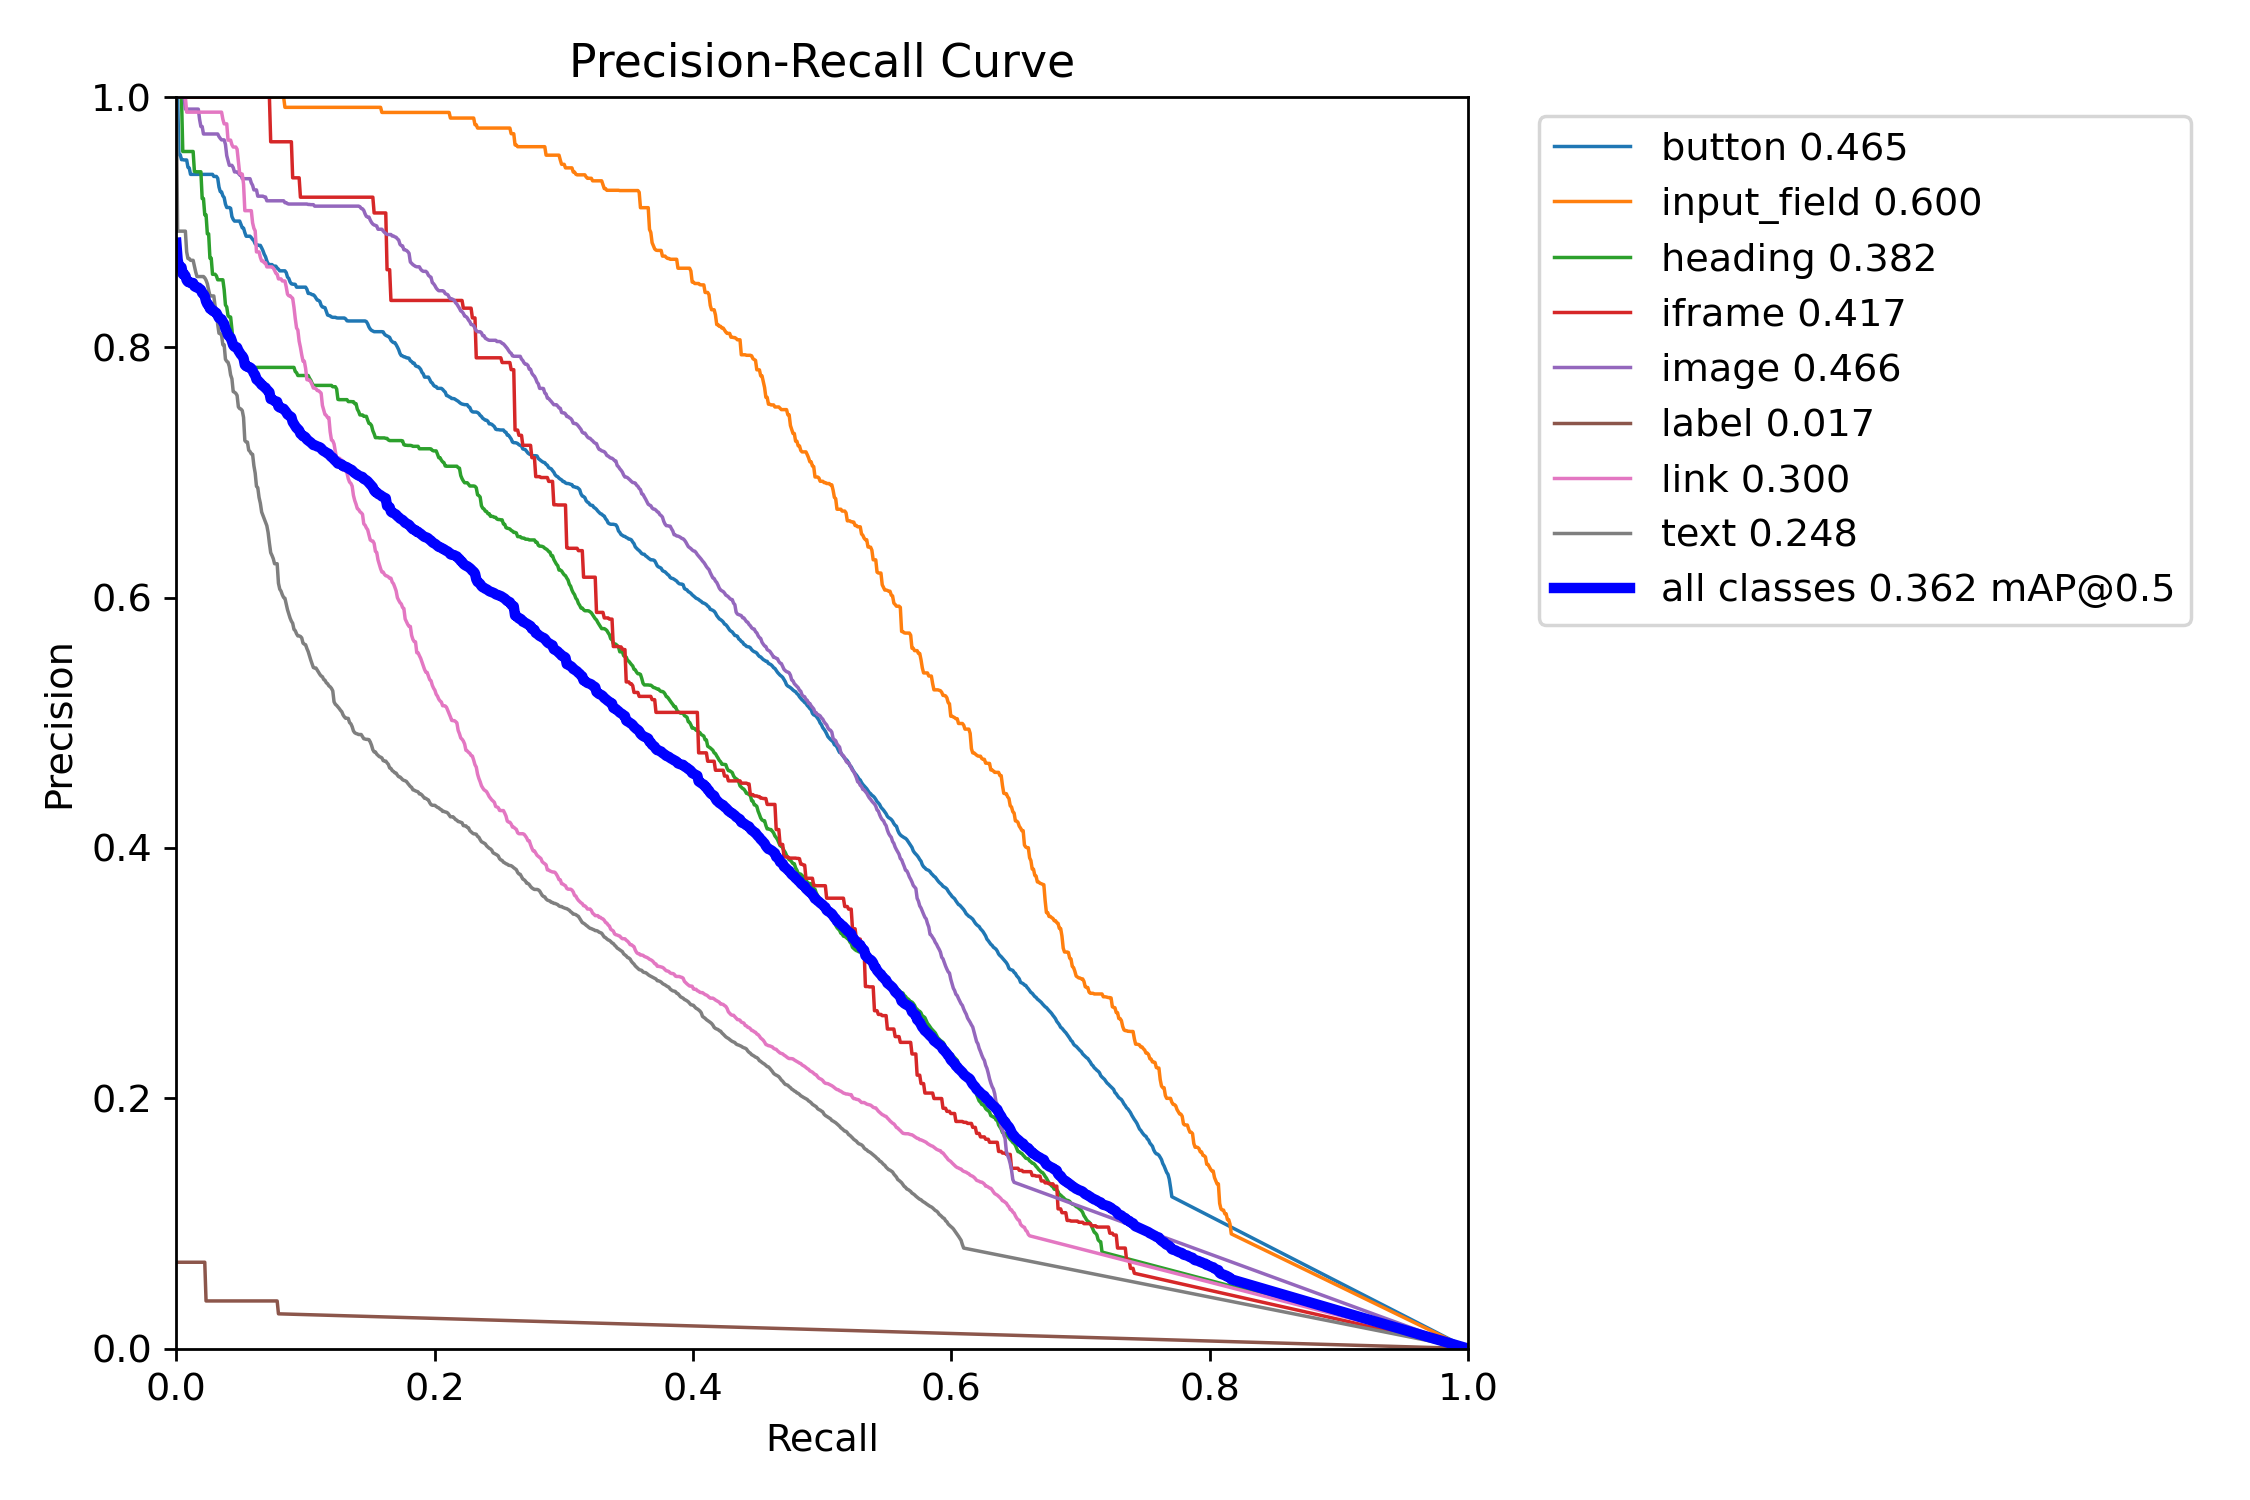 Precision-Recall Curve
1.0
0.8
0.6
0.4
0.2
0.0
Precision
0.0 0.2 0.4 0.6 0.8 1.0
Recall
button 0.465
input_field 0.600
heading 0.382
iframe 0.417
image 0.466
label 0.017
link 0.300
text 0.248
all classes 0.362 mAP@0.5